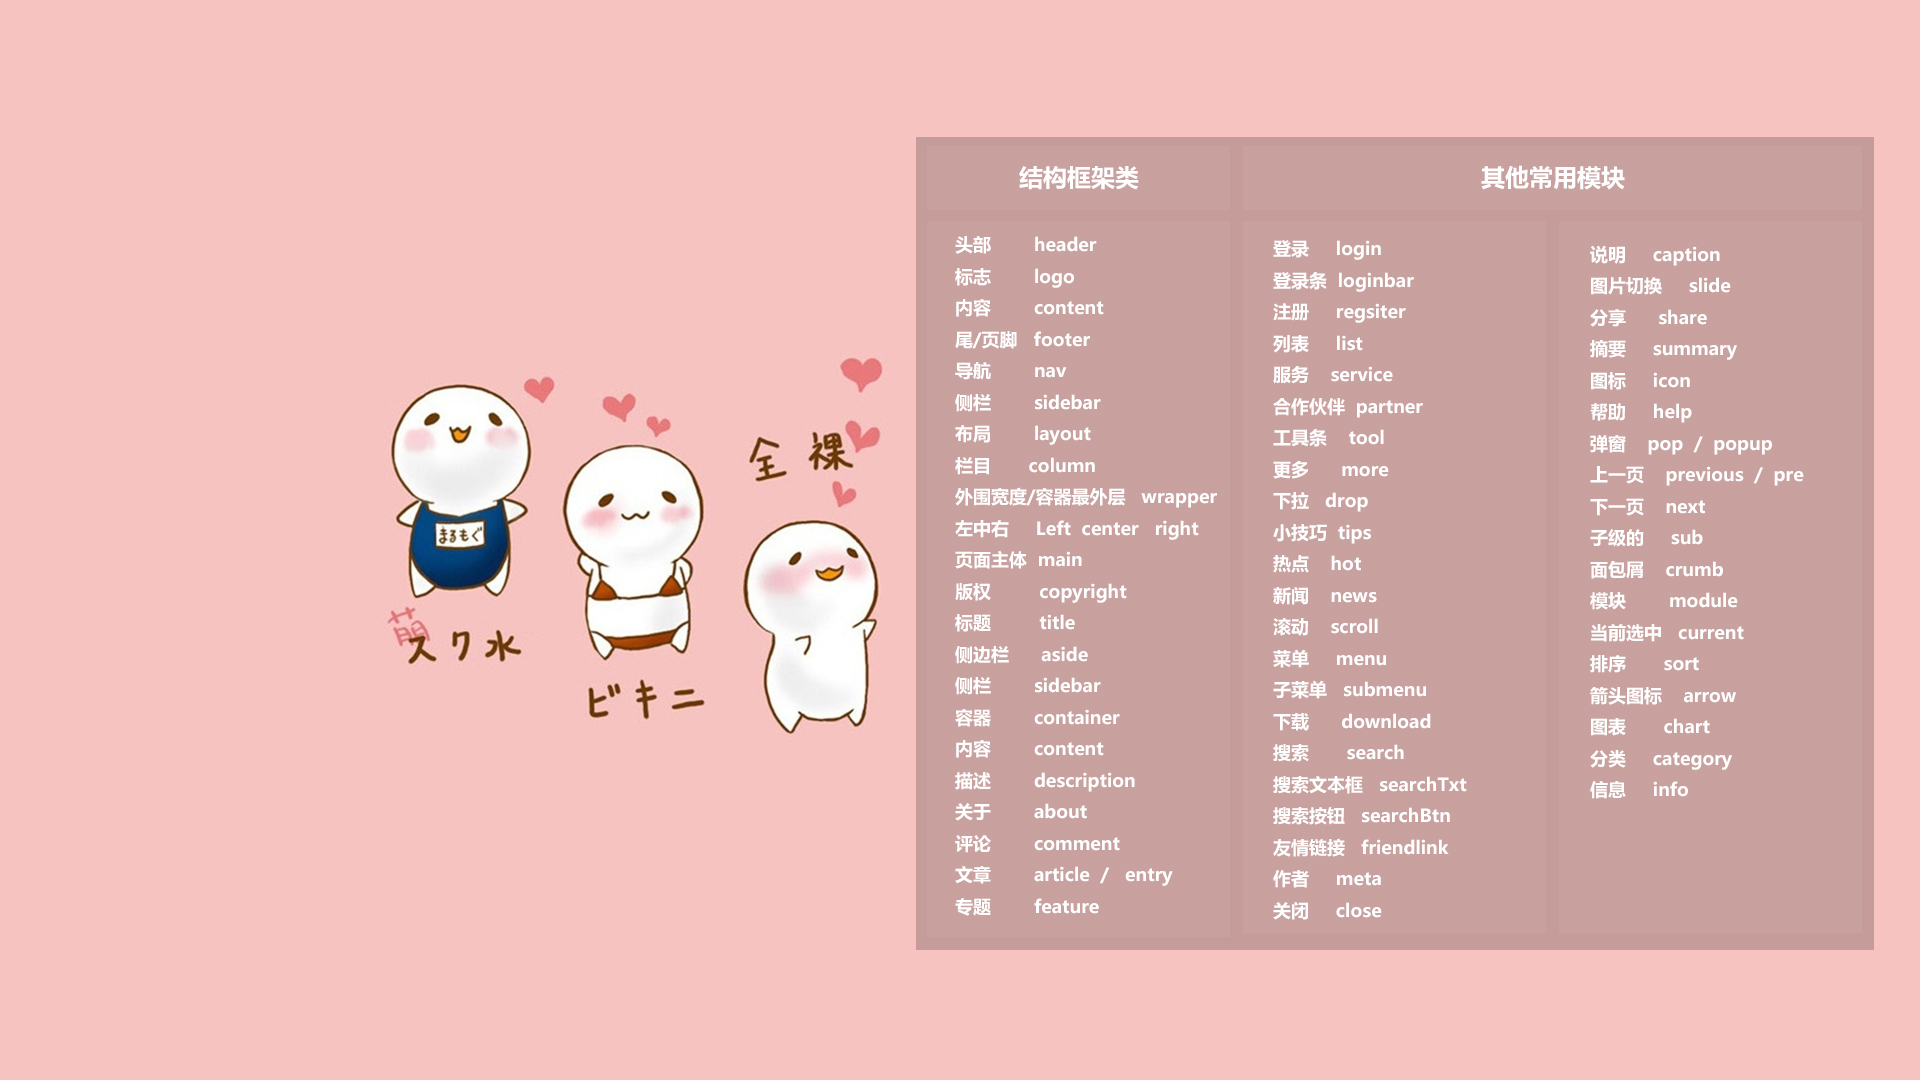 まるもぐ
萌
スク水
ビキニ
全裸
结构框架类
头部 header
标志 logo
内容 content
尾/页脚 footer
导航 nav
侧栏 sidebar
布局 layout
栏目 column
外围宽度/容器最外层 wrapper
左中右 Left center right
页面主体 main
版权 copyright
标题 title
侧边栏 aside
侧栏 sidebar
容器 container
内容 content
描述 description
关于 about
评论 comment
文章 article / entry
专题 feature
其他常用模块
登录 login
登录条 loginbar
注册 regsiter
列表 list
服务 service
合作伙伴 partner
工具条 tool
更多 more
下拉 drop
小技巧 tips
热点 hot
新闻 news
滚动 scroll
菜单 menu
子菜单 submenu
下载 download
搜索 search
搜索文本框 searchTxt
搜索按钮 searchBtn
友情链接 friendlink
作者 meta
关闭 close
说明 caption
图片切换 slide
分享 share
摘要 summary
图标 icon
帮助 help
弹窗 pop / popup
上一页 previous / pre
下一页 next
子级的 sub
面包屑 crumb
模块 module
当前选中 current
排序 sort
箭头图标 arrow
图表 chart
分类 category
信息 info